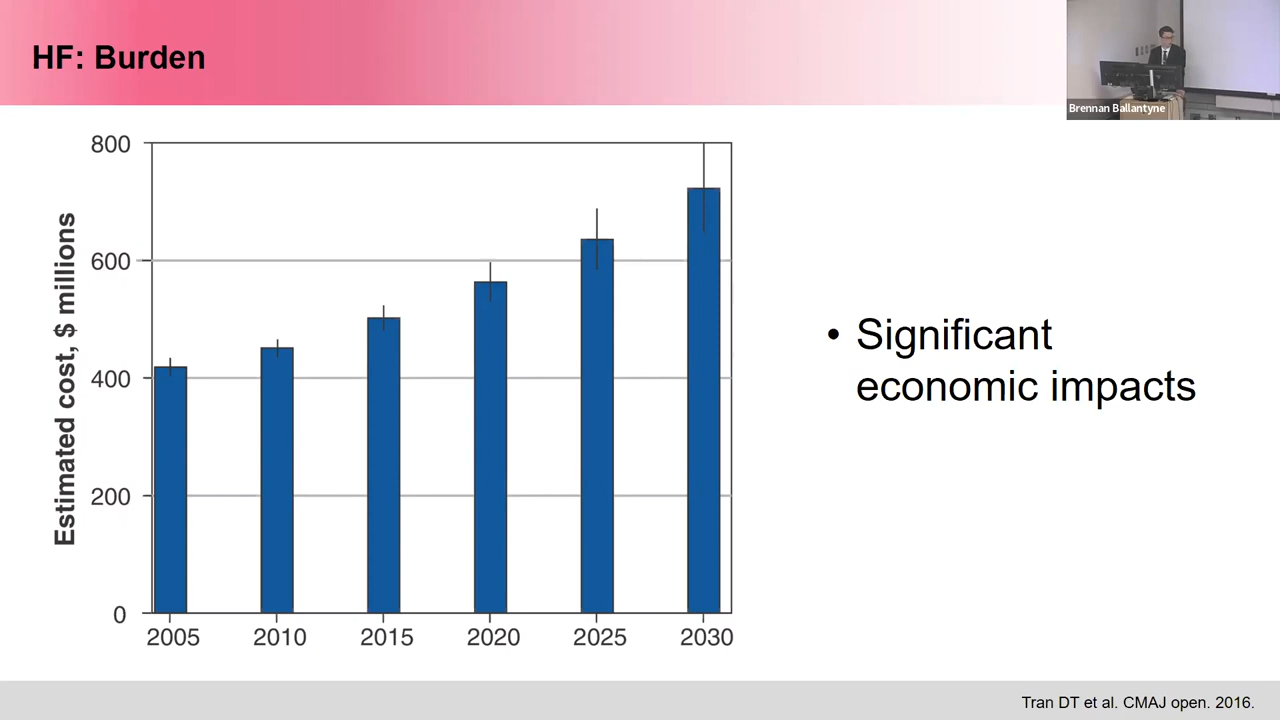 HF: Burden
Brennan Ballantyne
Estimated cost, $ millions
800
600
400
200
0
2005 2010 2015 2020 2025 2030
• Significant
economic impacts
Tran DT et al. CMAJ open. 2016.